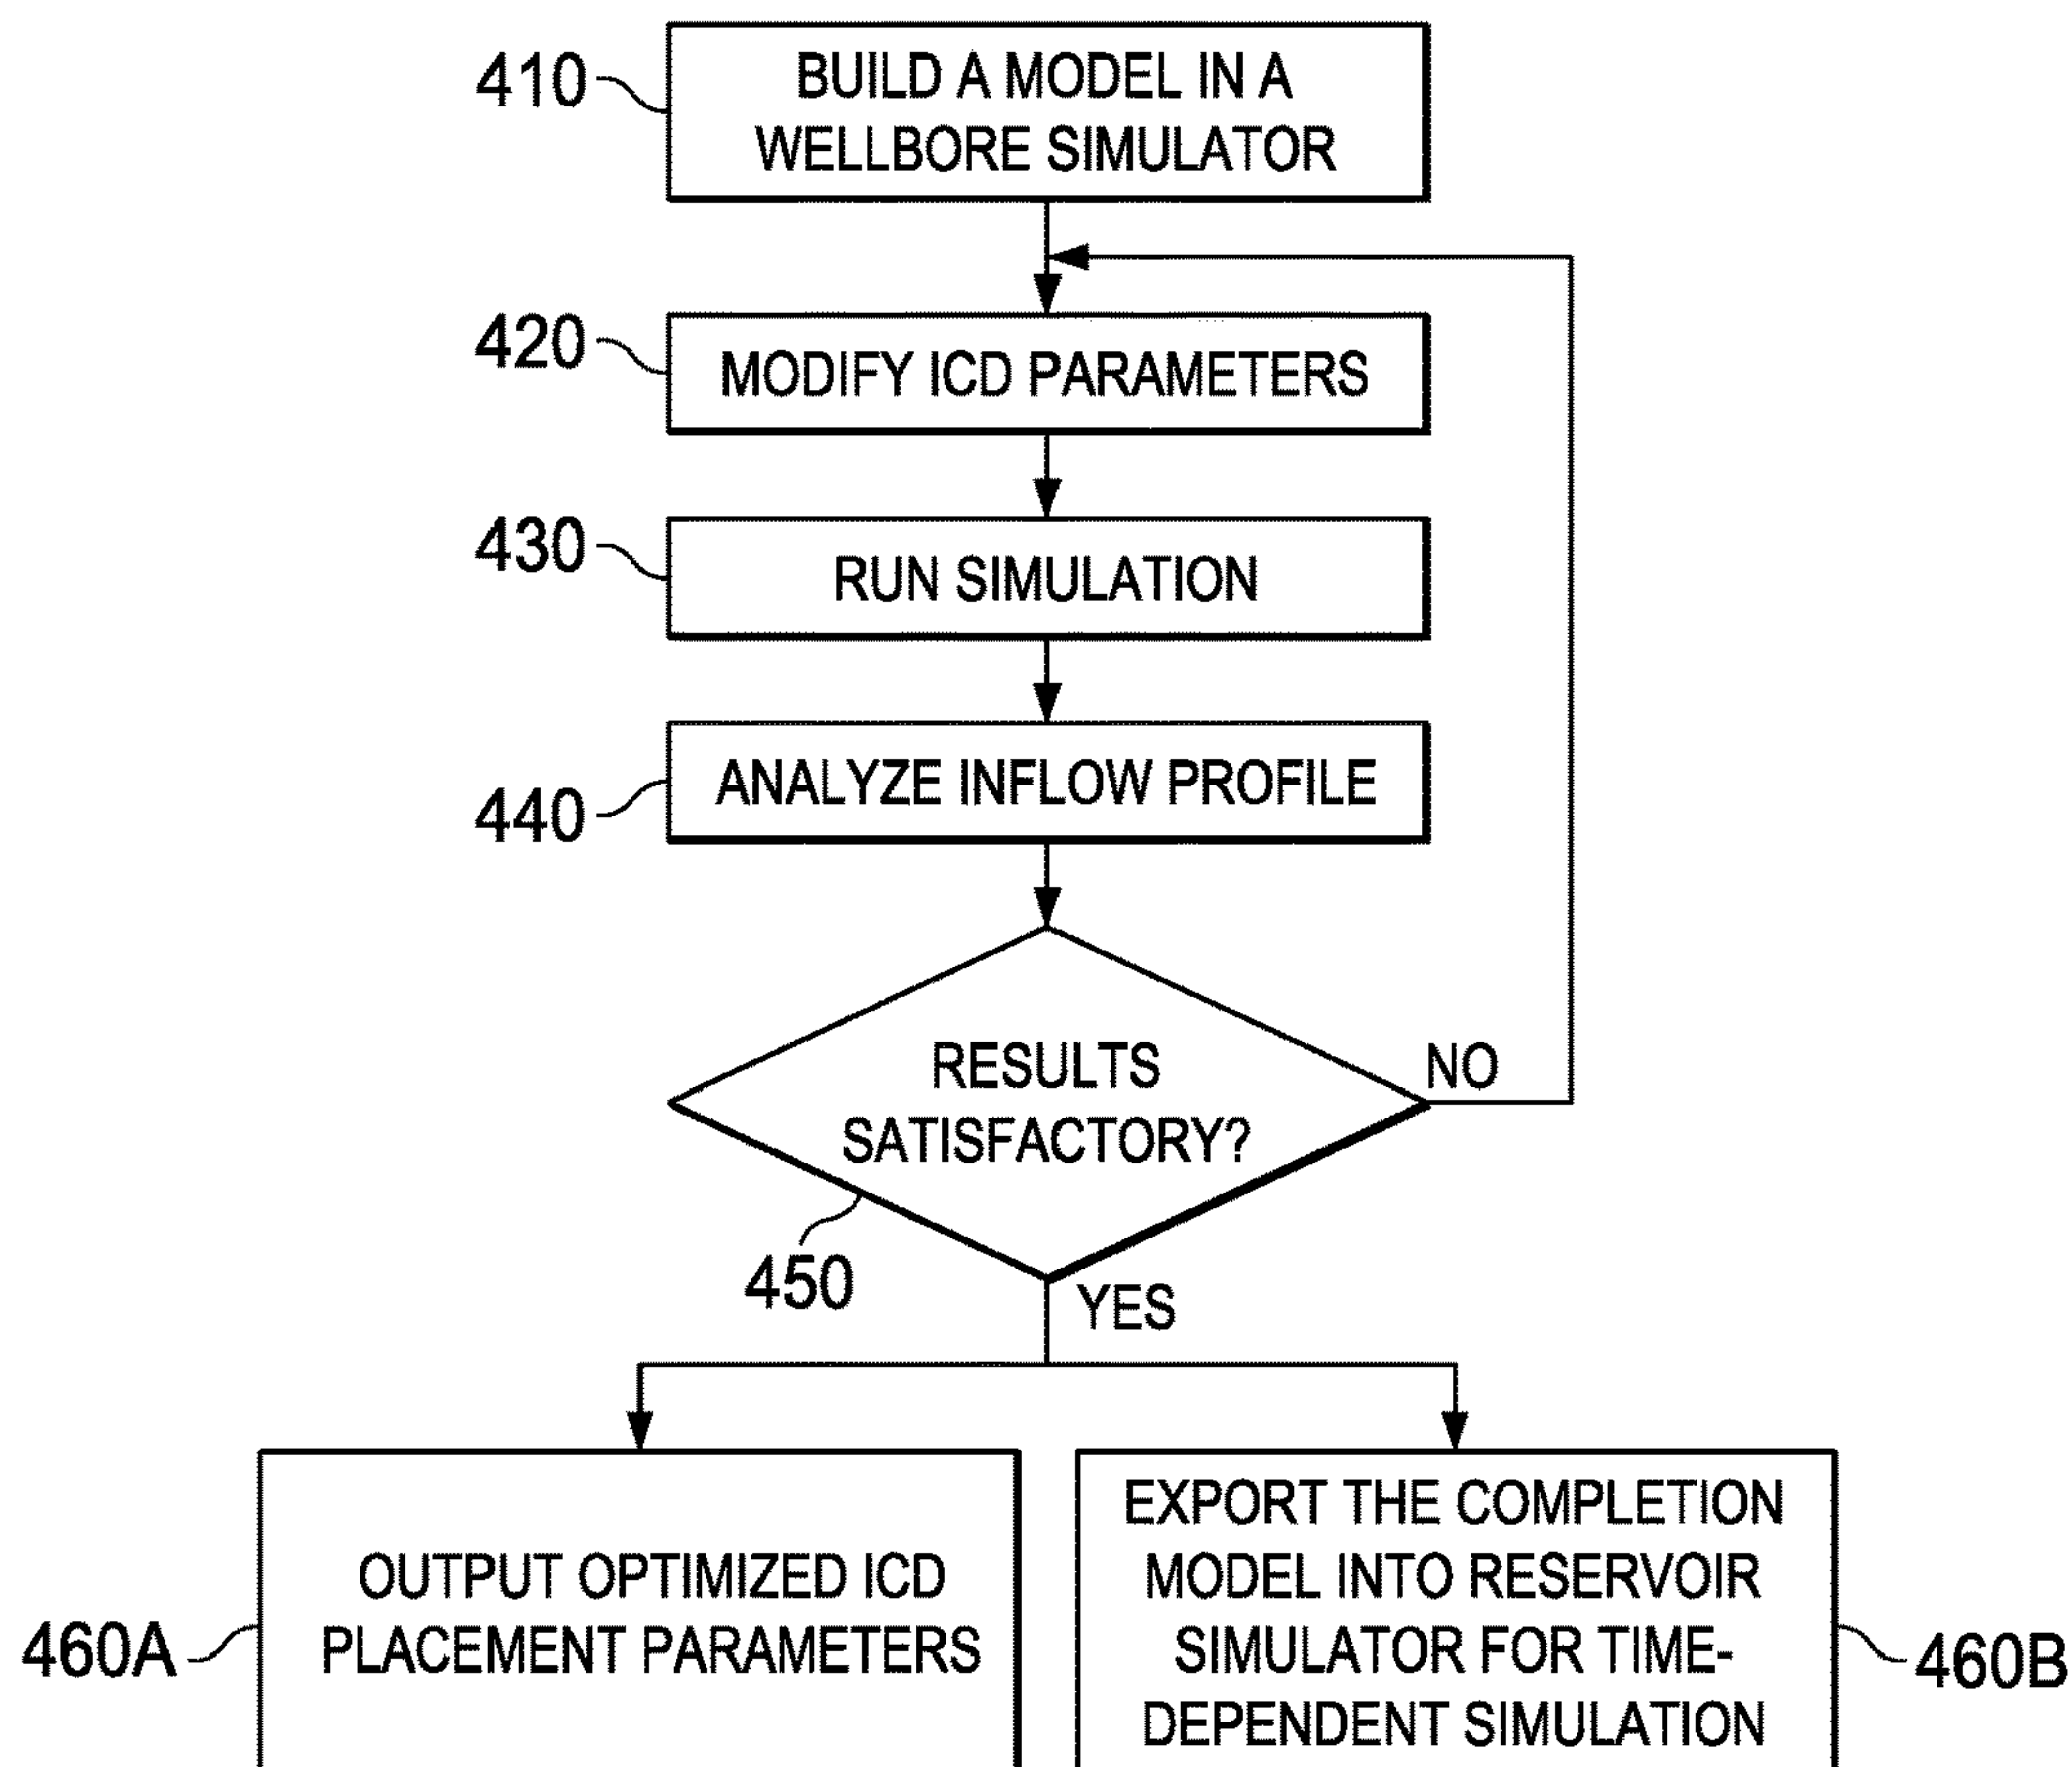 410
BUILD A MODEL IN A
WELLBORE SIMULATOR
420
MODIFY ICD PARAMETERS
430
RUN SIMULATION
440
ANALYZE INFLOW PROFILE
RESULTS
SATISFACTORY?
NO
450
YES
460A
OUTPUT OPTIMIZED ICD
PLACEMENT PARAMETERS
EXPORT THE COMPLETION
MODEL INTO RESERVOIR
SIMULATOR FOR TIME-
DEPENDENT SIMULATION
460B